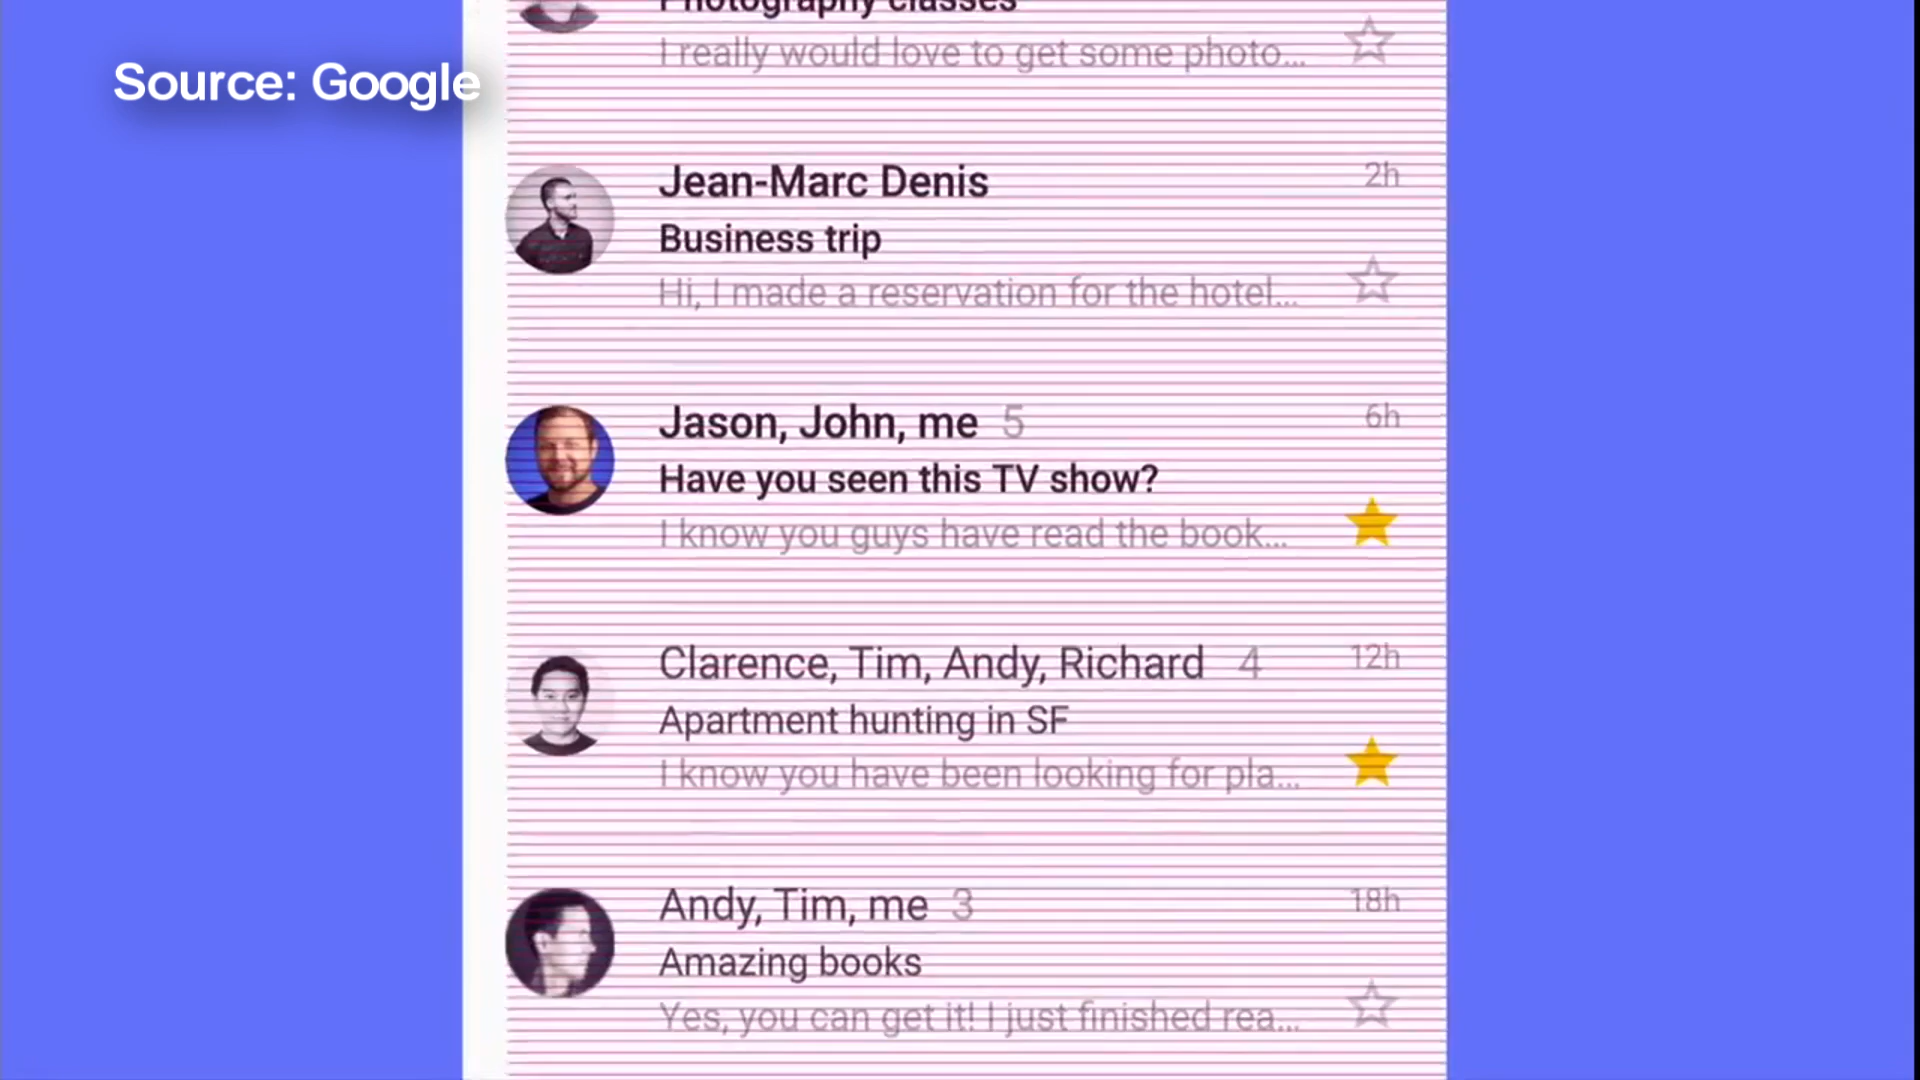 Photography classes
I really would love to get some photo...
Source: Google
Jean-Marc Denis 2h
Business trip
Hi, I made a reservation for the hotel...
Jason, John, me 5 6h
Have you seen this TV show?
I know you guys have read the book...
Clarence, Tim, Andy, Richard 4 12h
Apartment hunting in SF
I know you have been looking for pla...
Andy, Tim, me 3 18h
Amazing books
Yes, you can get it! I just finished rea...